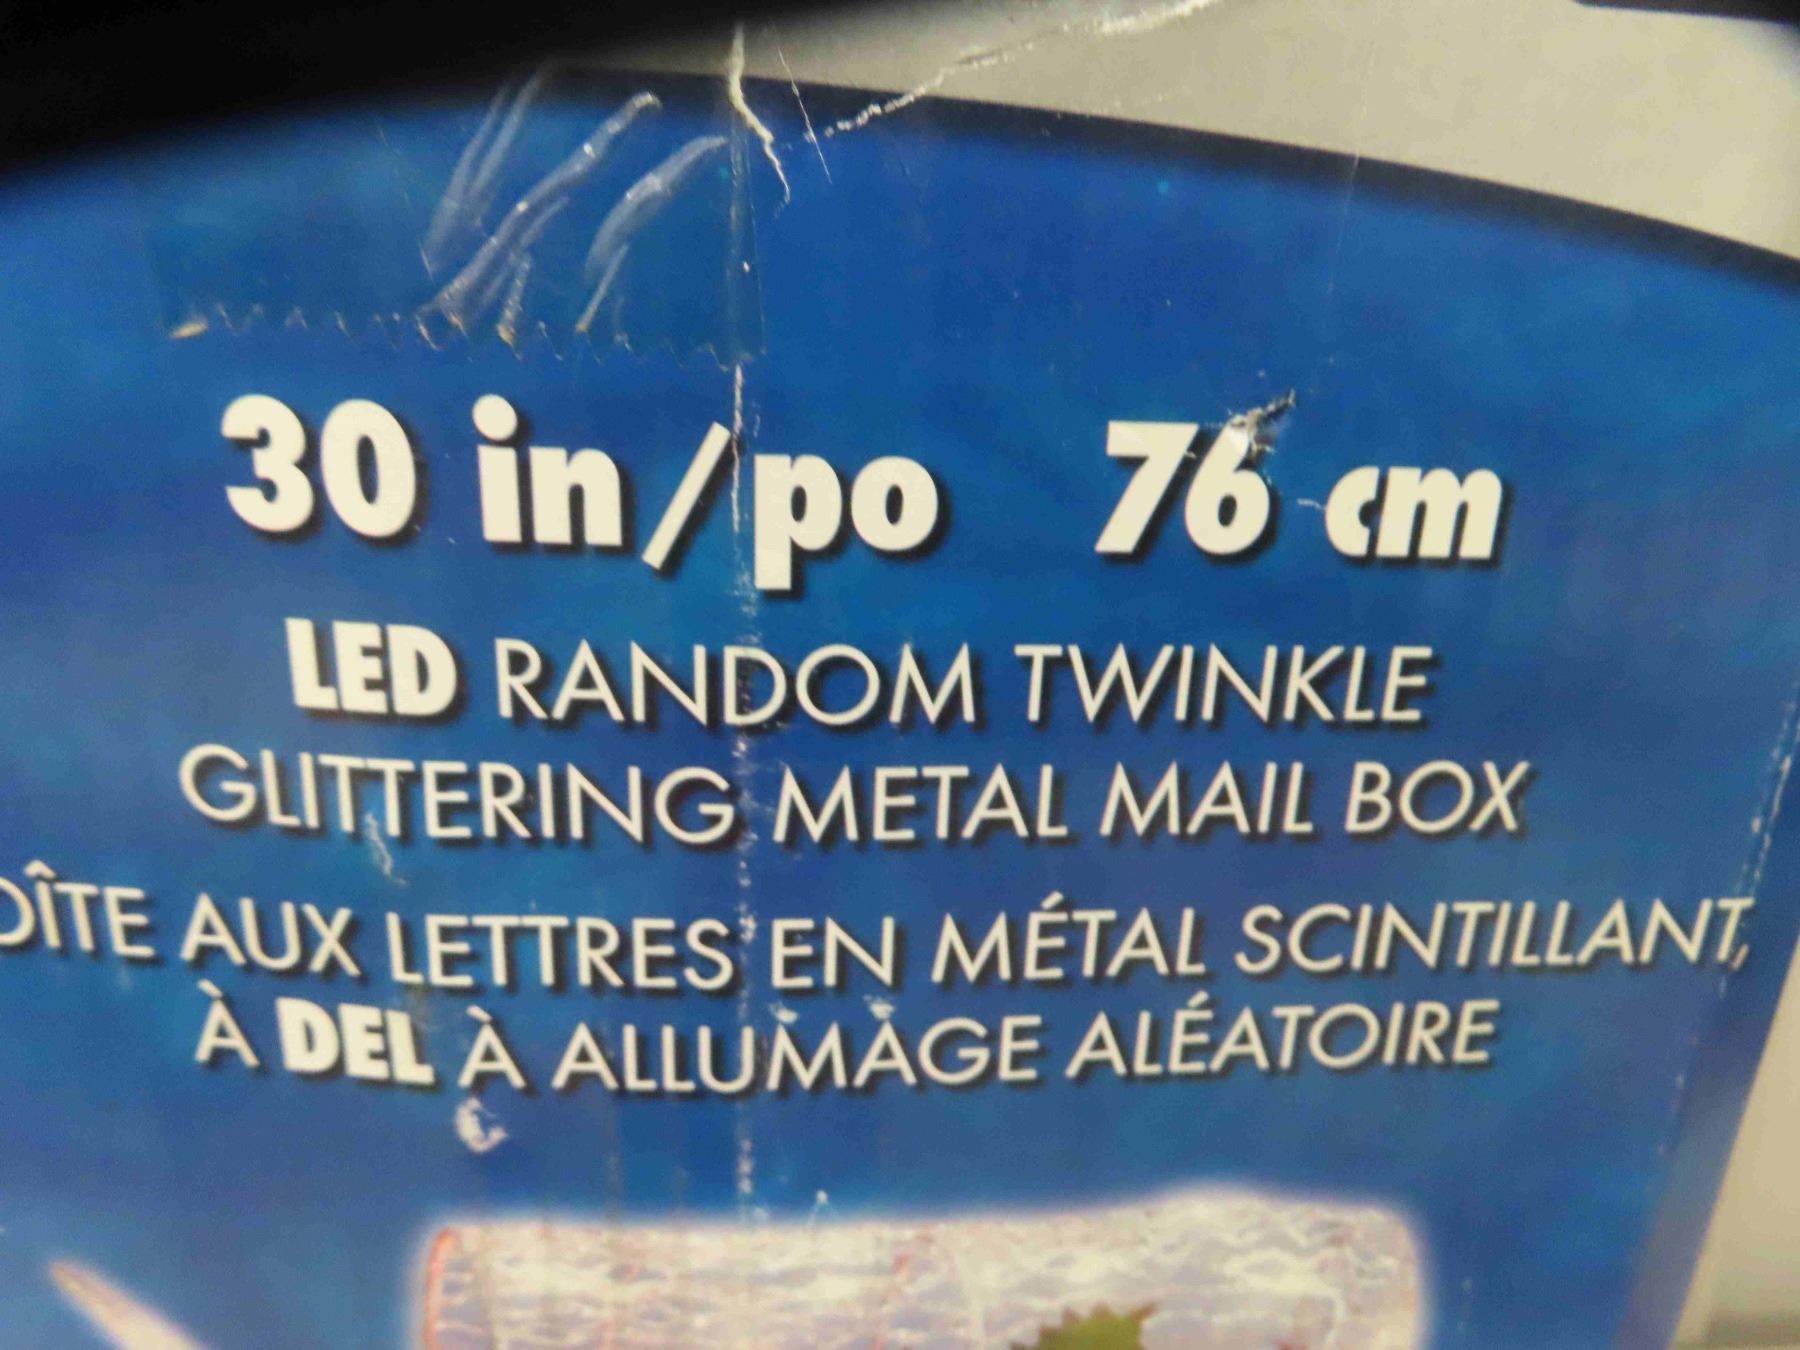 30 in/po 76 cm
LED RANDOM TWINKLE
GLITTERING METAL MAIL BOX
OÎTE AUX LETTRES EN MÉTAL SCINTILLANT,
À DEL À ALLUMAGE ALÉATOIRE